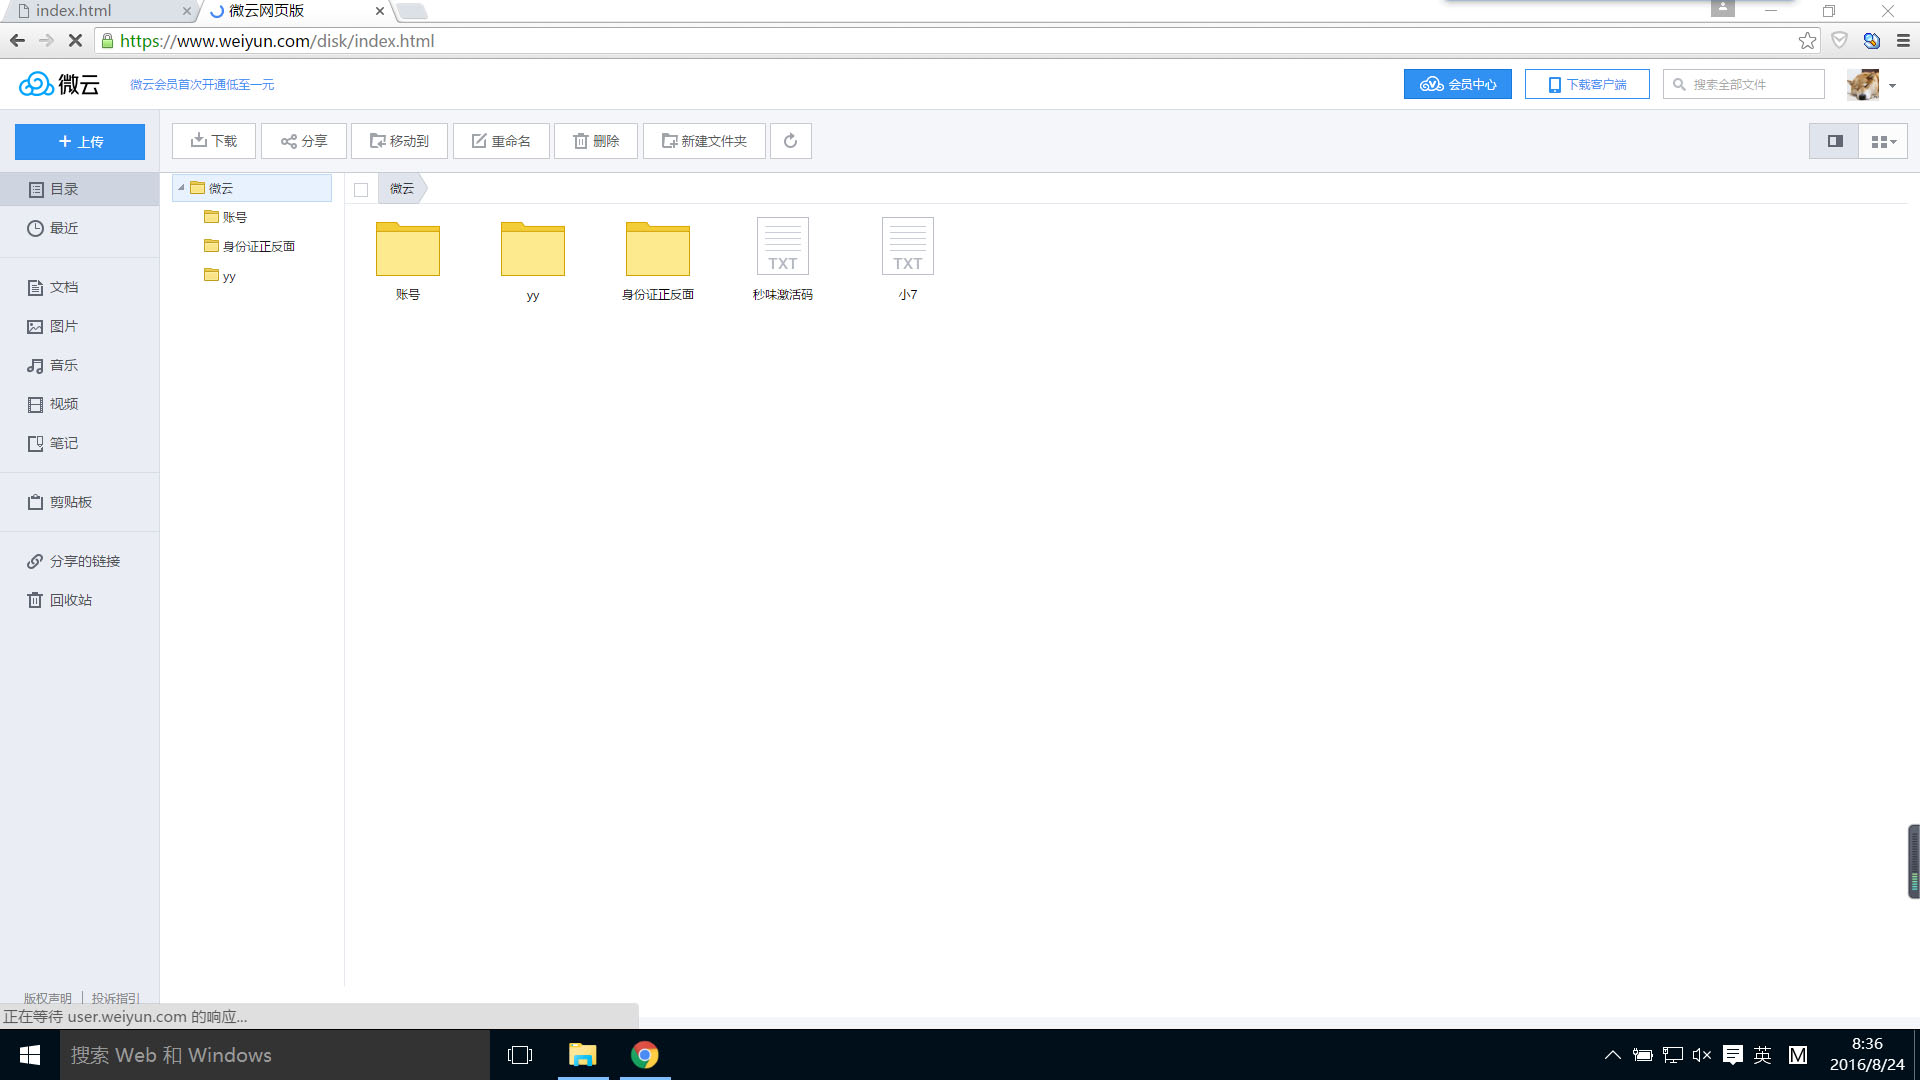 index.html
微云网页版
https://www.weiyun.com/disk/index.html
微云
微云会员首次开通低至一元
会员中心
下载客户端
搜索全部文件
上传
下载
分享
移动到
重命名
删除
新建文件夹
目录
最近
文档
图片
音乐
视频
笔记
剪贴板
分享的链接
回收站
版权声明
投诉指引
微云
账号
身份证正反面
yy
微云
账号
yy
身份证正反面
TXT
秒味激活码
TXT
小7
正在等待 user.weiyun.com 的响应...
搜索 Web 和 Windows
英
M
8:36
2016/8/24